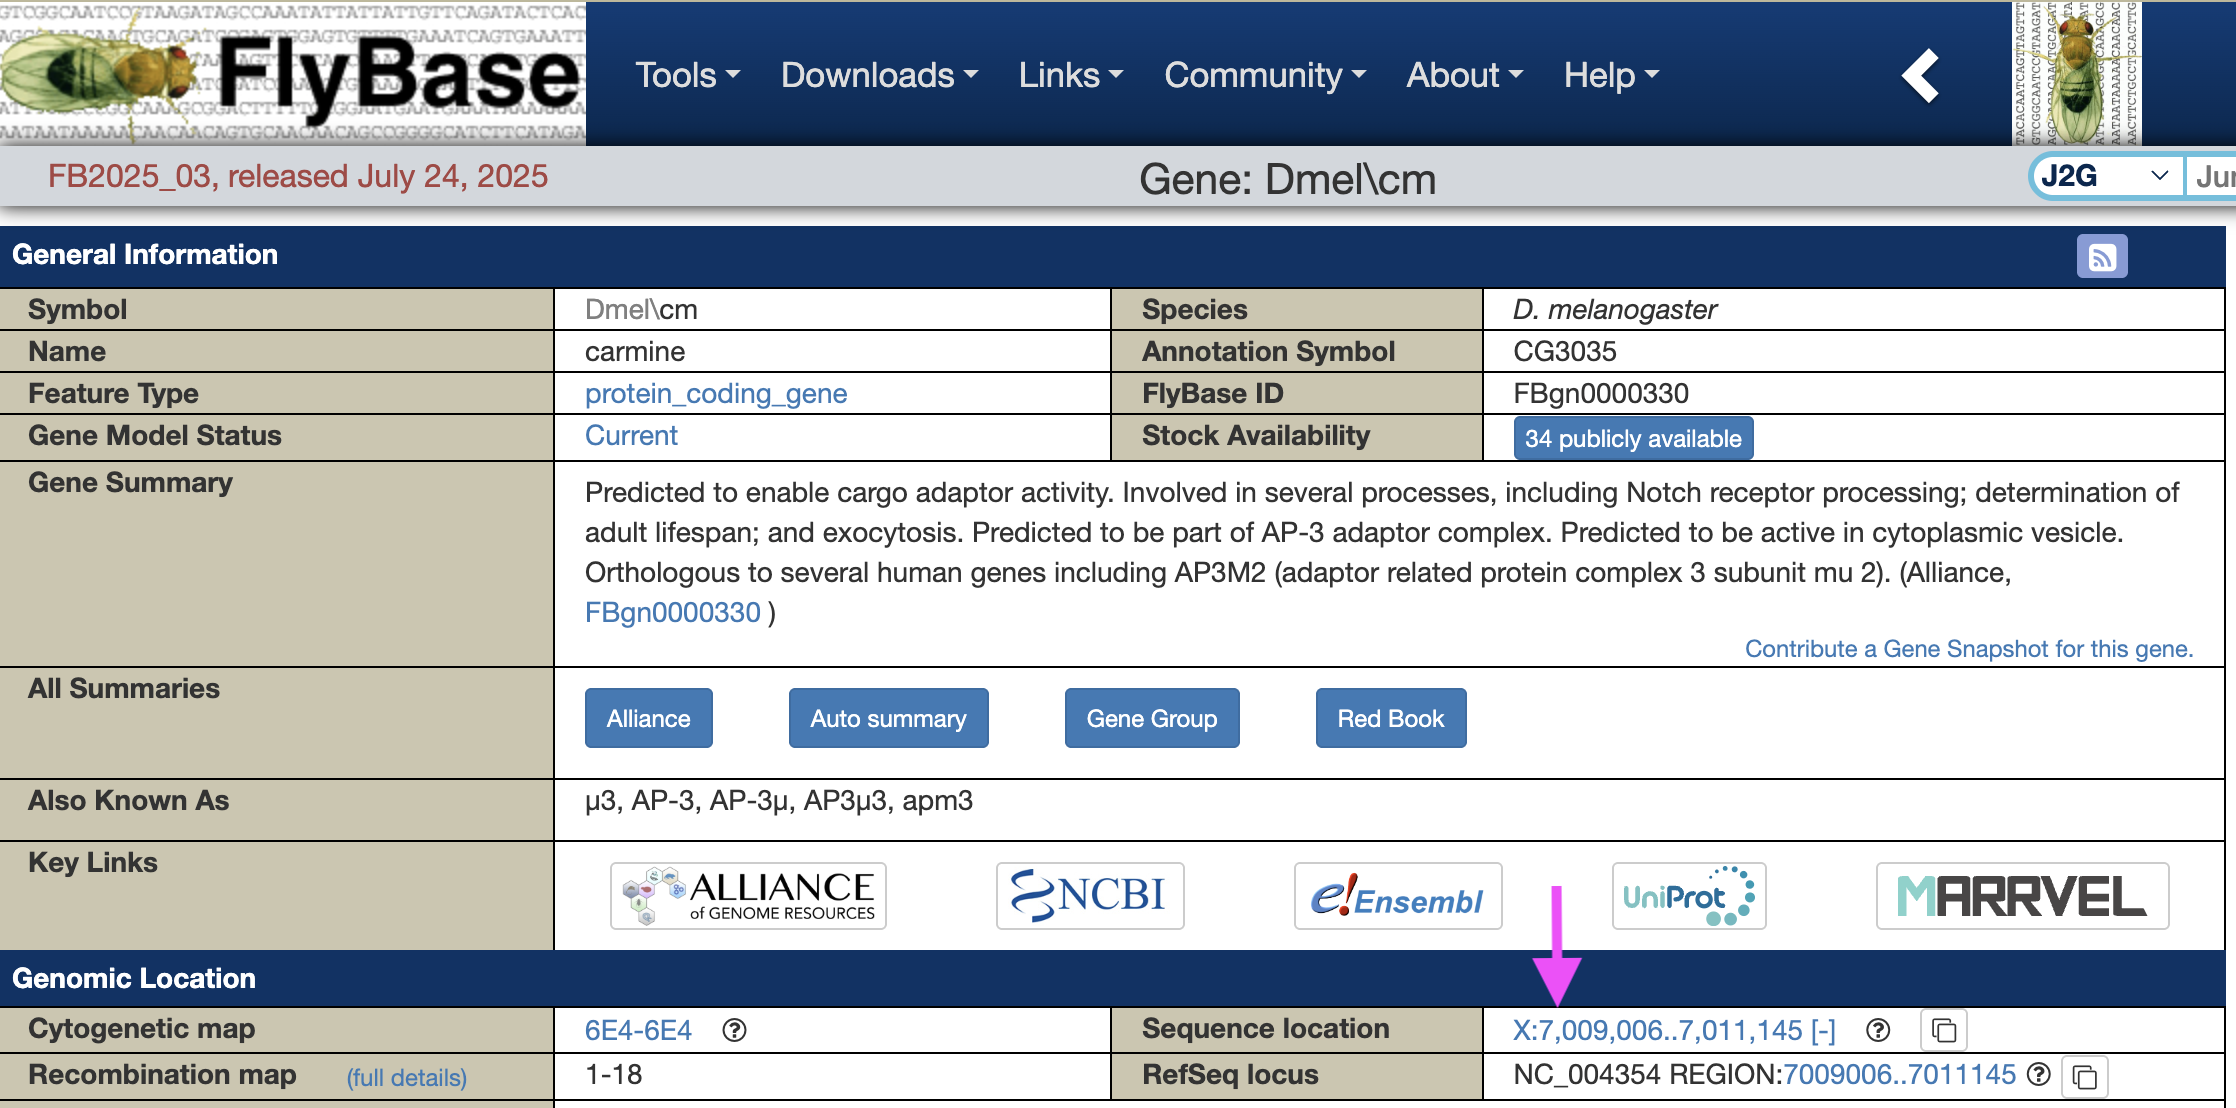 FlyBase
Tools
Downloads
Links
Community
About
Help
FB2025_03, released July 24, 2025
Gene: Dmel\cm
J2G
General Information
Symbol
Dmel\cm
Species
D. melanogaster
Name
carmine
Annotation Symbol
CG3035
Feature Type
protein_coding_gene
FlyBase ID
FBgn0000330
Gene Model Status
Current
Stock Availability
34 publicly available
Gene Summary
Predicted to enable cargo adaptor activity. Involved in several processes, including Notch receptor processing; determination of
adult lifespan; and exocytosis. Predicted to be part of AP-3 adaptor complex. Predicted to be active in cytoplasmic vesicle.
Orthologous to several human genes including AP3M2 (adaptor related protein complex 3 subunit mu 2). (Alliance,
FBgn0000330 )
Contribute a Gene Snapshot for this gene.
All Summaries
Alliance
Auto summary
Gene Group
Red Book
Also Known As
μ3, AP-3, AP-3μ, AP3μ3, apm3
Key Links
ALLIANCE
of GENOME RESOURCES
NCBI
e!Ensembl
UniProt
MARRVEL
Genomic Location
Cytogenetic map
6E4-6E4
Sequence location
X:7,009,006..7,011,145 [-]
Recombination map (full details)
1-18
RefSeq locus
NC_004354 REGION:7009006..7011145